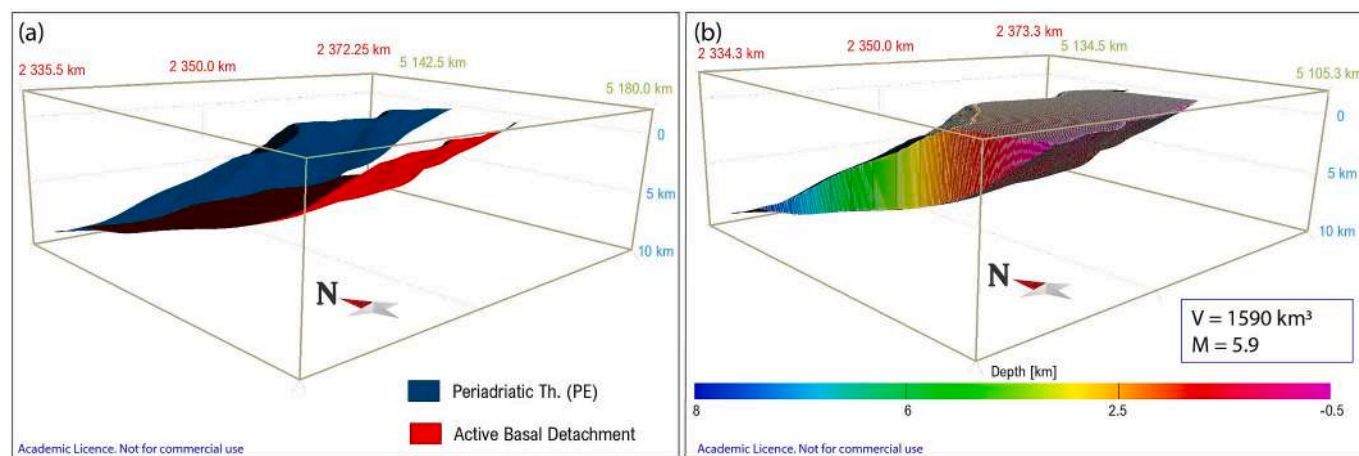 (a)
2 372.25 km
2 335.5 km
2 350.0 km
5 142.5 km
5 180.0 km
0
5 km
10 km
N
Periadriatic Th. (PE)
Active Basal Detachment
Academic Licence. Not for commercial use
(b)
2 373.3 km
2 334.3 km
2 350.0 km
5 134.5 km
5 105.3 km
0
5 km
10 km
N
V = 1590 km³
M = 5.9
Depth [km]
8 6 2.5 -0.5
Academic Licence. Not for commercial use